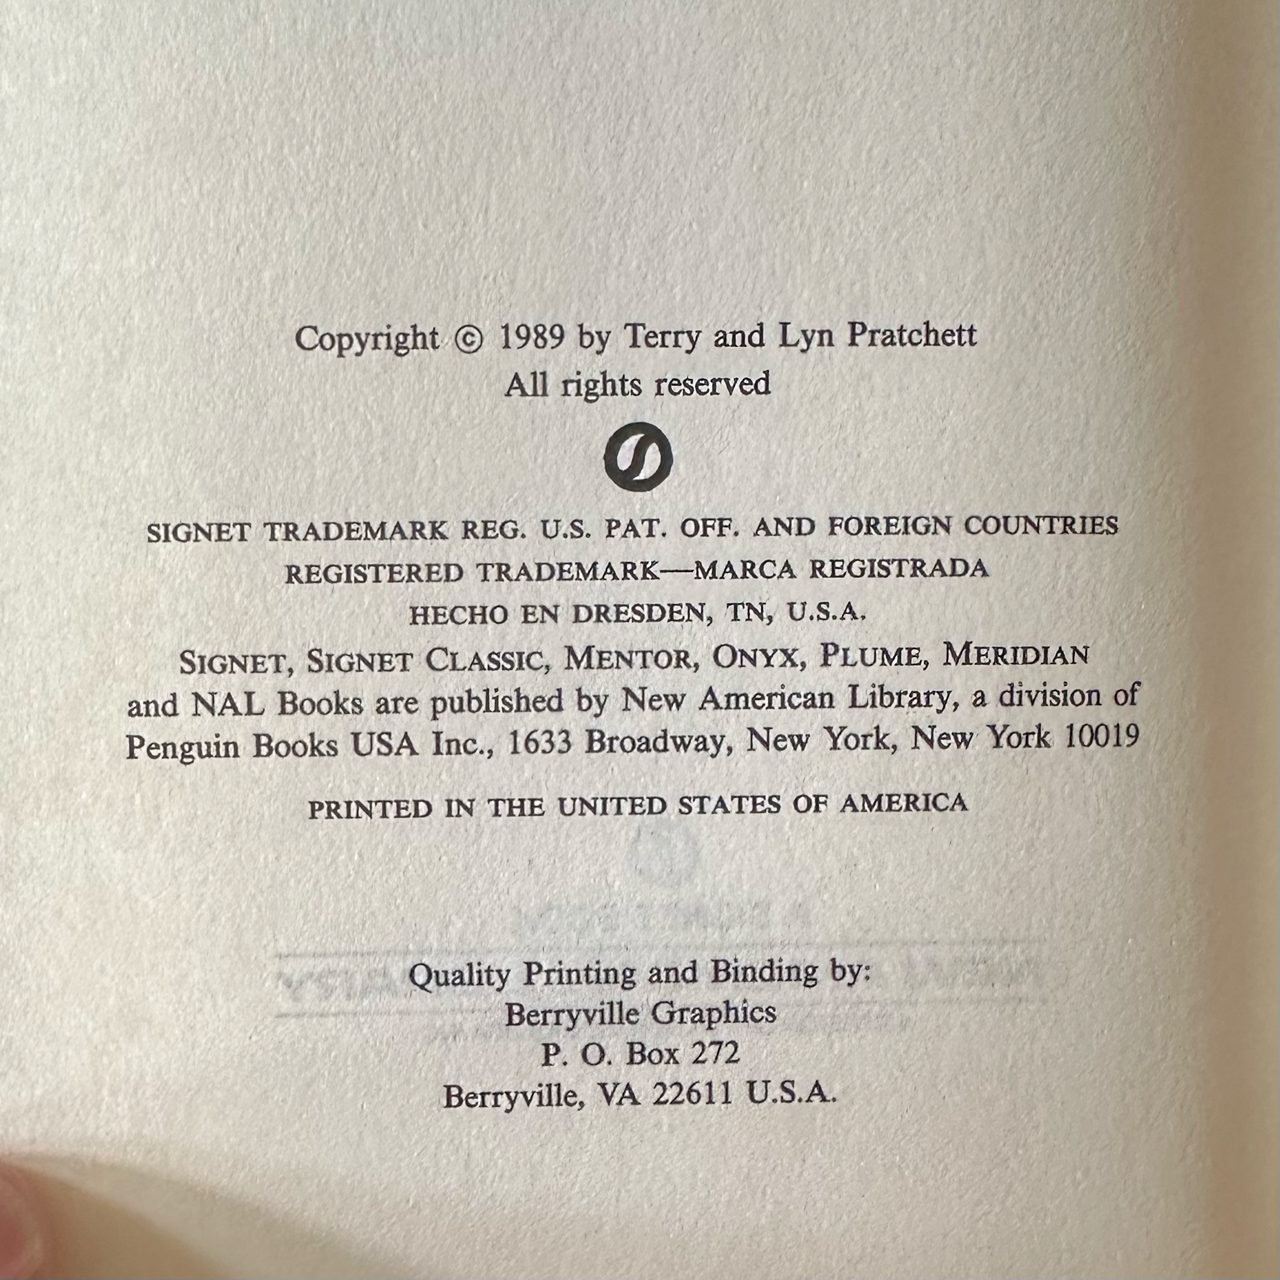 Copyright © 1989 by Terry and Lyn Pratchett
All rights reserved
SIGNET TRADEMARK REG. U.S. PAT. OFF. AND FOREIGN COUNTRIES
REGISTERED TRADEMARK—MARCA REGISTRADA
HECHO EN DRESDEN, TN, U.S.A.
SIGNET, SIGNET CLASSIC, MENTOR, ONYX, PLUME, MERIDIAN
and NAL Books are published by New American Library, a division of
Penguin Books USA Inc., 1633 Broadway, New York, New York 10019
PRINTED IN THE UNITED STATES OF AMERICA
Quality Printing and Binding by:
Berryville Graphics
P. O. Box 272
Berryville, VA 22611 U.S.A.